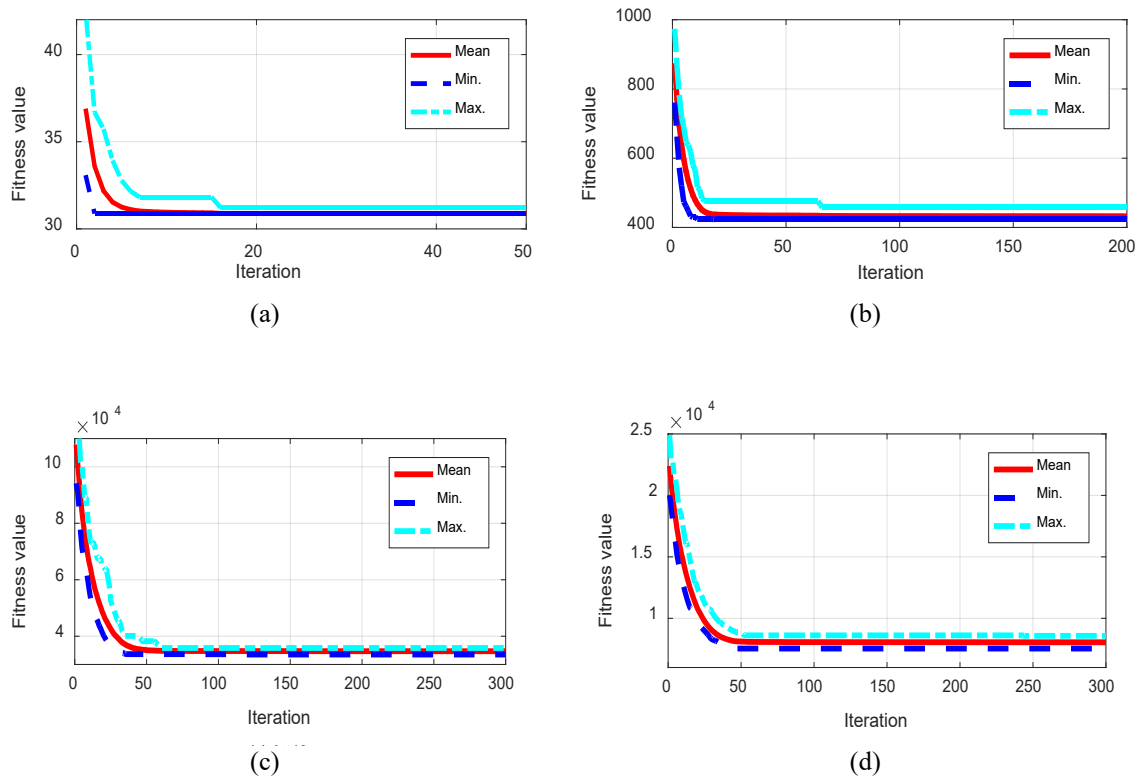 40
35
30
Fitness value
0
20
40
50
Iteration
Mean
Min.
Max.
(a)
1000
800
600
400
Fitness value
0
50
100
150
200
Iteration
Mean
Min.
Max.
(b)
× 10 4
10
8
6
4
Fitness value
0
50
100
150
200
250
300
Iteration
Mean
Min.
Max.
(c)
× 10 4
2.5
2
1.5
1
Fitness value
0
50
100
150
200
250
300
Iteration
Mean
Min.
Max.
(d)